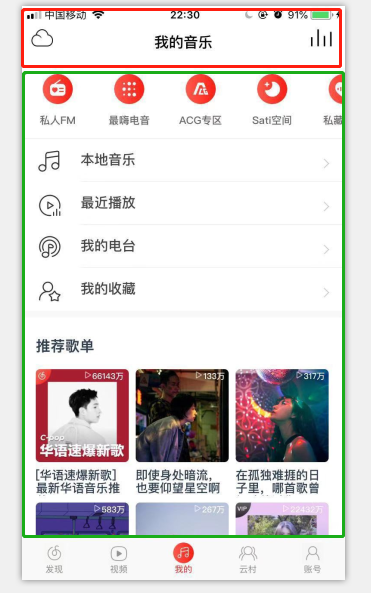 中国移动 22:30 91%
我的音乐
私人FM 最嗨电音 ACG专区 Sati空间 私藏
本地音乐
最近播放
我的电台
我的收藏
推荐歌单
66143万 133万 317万
C-pop
华语速爆新歌
[华语速爆新歌] 即使身处暗流, 在孤独难捱的日
最新华语音乐推 也要仰望星空啊 子里,哪首歌曾
583万 267万 VIP 22432万
发现 视频 我的 云村 账号